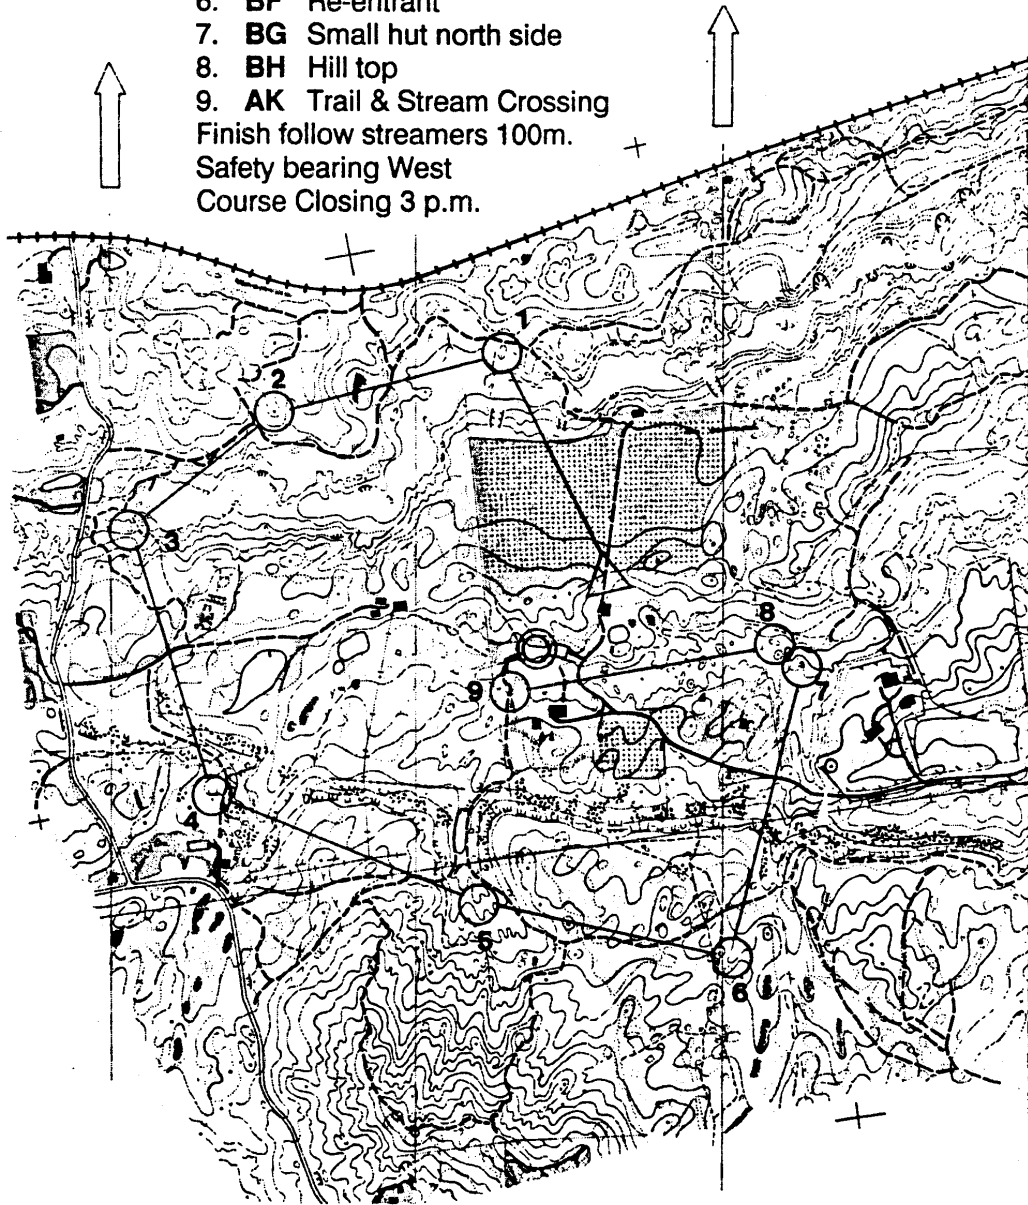 6. BF Re-entrant
7. BG Small hut north side
8. BH Hill top
9. AK Trail & Stream Crossing
Finish follow streamers 100m.
Safety bearing West
Course Closing 3 p.m.
1
2
3
8
9
7
4
5
6